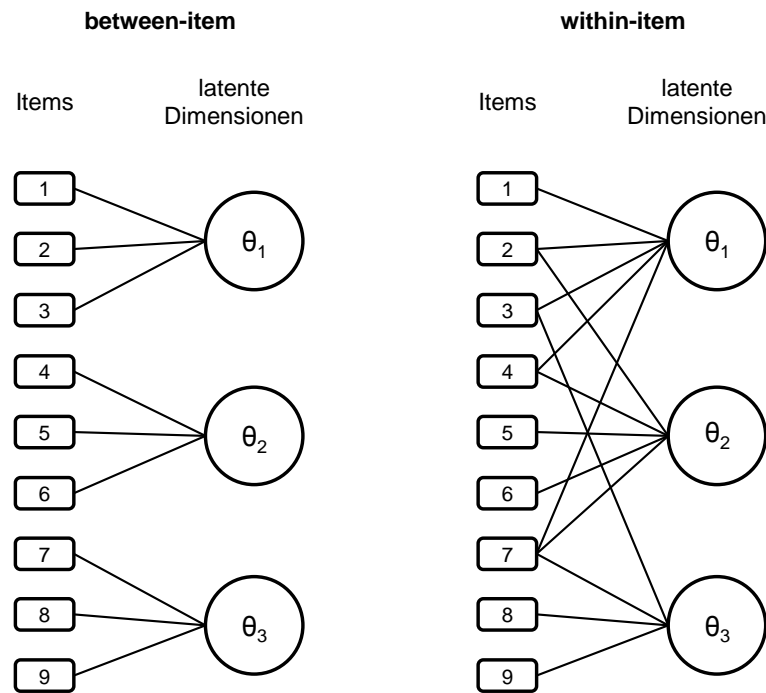 between-item
within-item
Items
latente
Dimensionen
Items
latente
Dimensionen
1
2
3
4
5
6
7
8
9
θ1
θ2
θ3
1
2
3
4
5
6
7
8
9
θ1
θ2
θ3